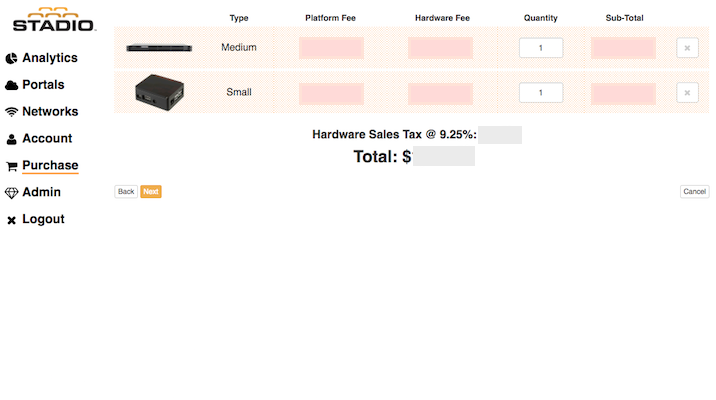 STADIO
Analytics
Portals
Networks
Account
Purchase
Admin
Logout
Type Platform Fee Hardware Fee Quantity Sub-Total
Medium 1
Small 1
Hardware Sales Tax @ 9.25%:
Total: $
Back Next Cancel